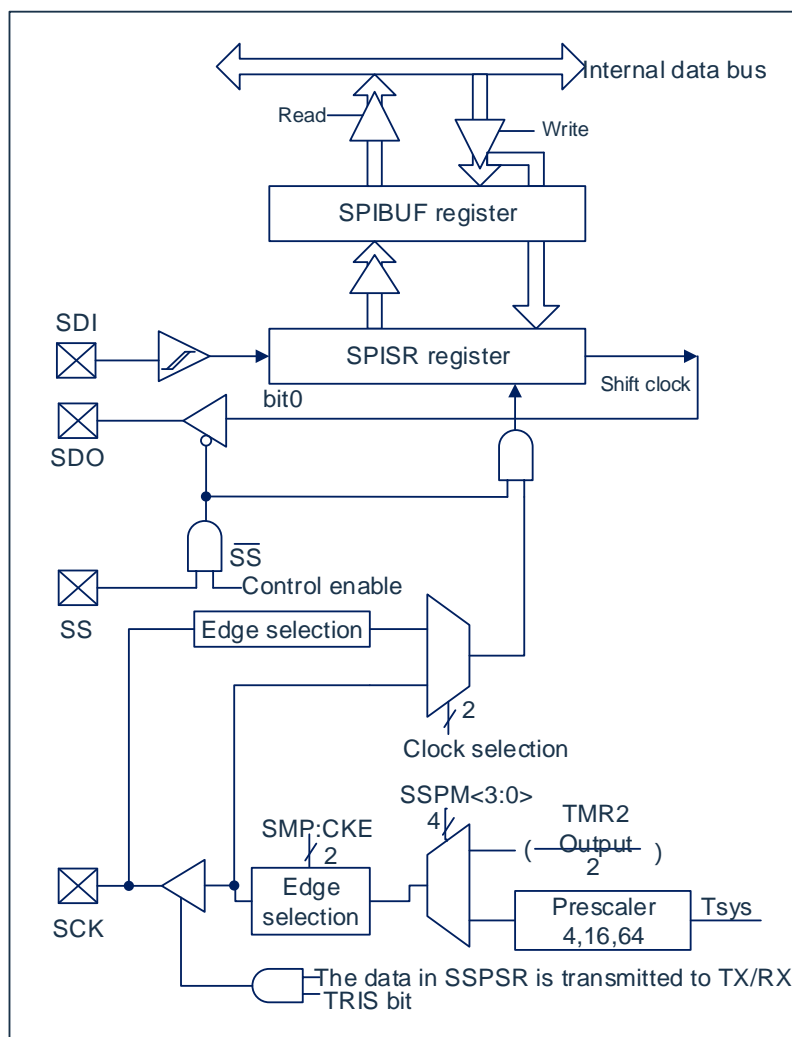 Internal data bus
Read
Write
SPIBUF register
SDI
SPISR register
bit0
Shift clock
SDO
SS
Control enable
SS
Edge selection
2
Clock selection
SSPM<3:0>
4
TMR2
Output
2
( )
SMP:CKE
2
Edge
selection
Prescaler
4,16,64
Tsys
SCK
The data in SSPSR is transmitted to TX/RX
TRIS bit